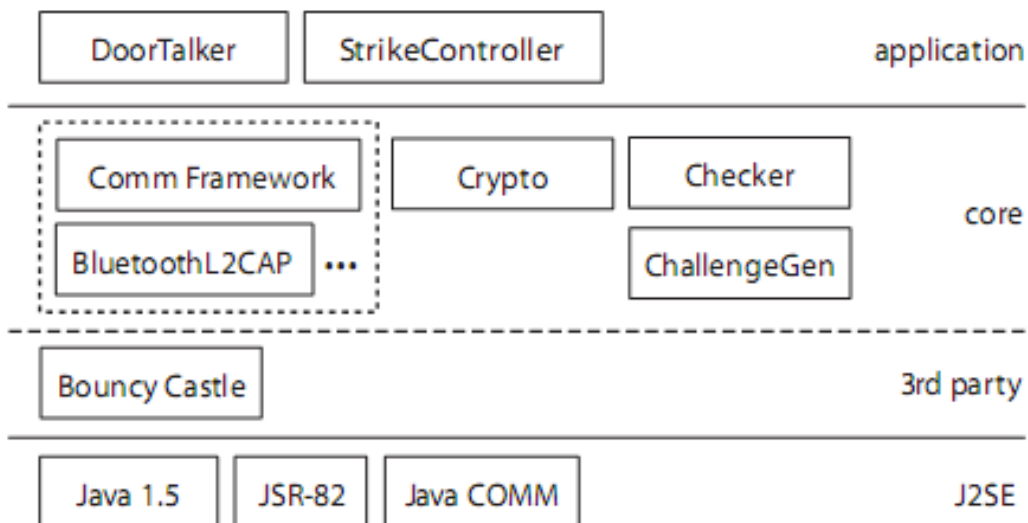 DoorTalker StrikeController application
Comm Framework Crypto Checker
core
BluetoothL2CAP ... ChallengeGen
Bouncy Castle 3rd party
Java 1.5 JSR-82 Java COMM J2SE